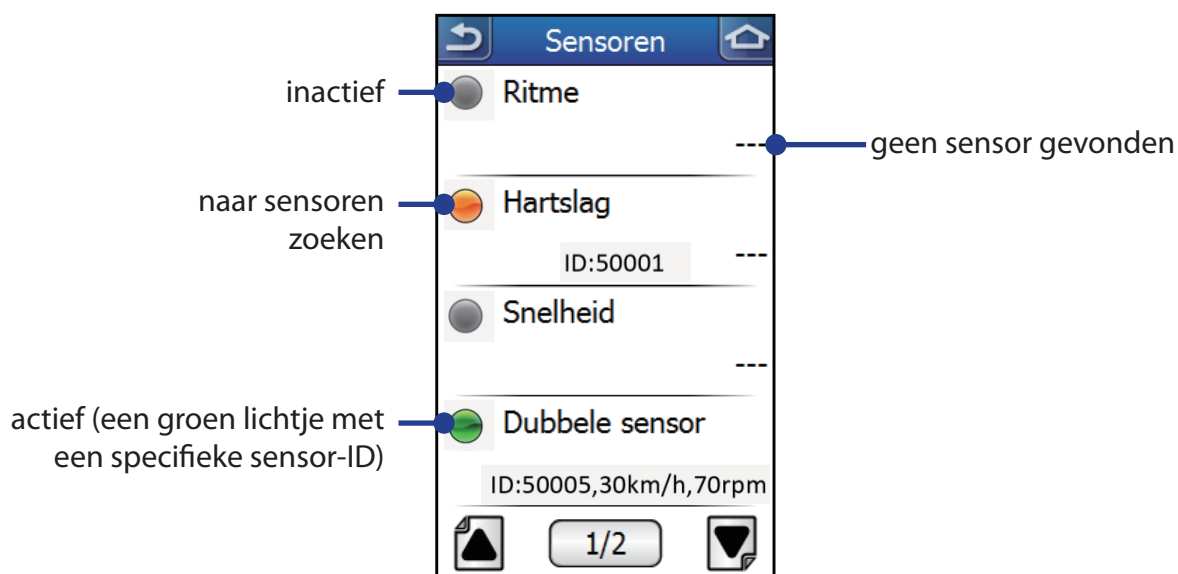 Sensoren
inactief
Ritme
---
geen sensor gevonden
naar sensoren
zoeken
Hartslag
ID:50001
---
Snelheid
---
actief (een groen lichtje met
een specifieke sensor-ID)
Dubbele sensor
ID:50005,30km/h,70rpm
1/2